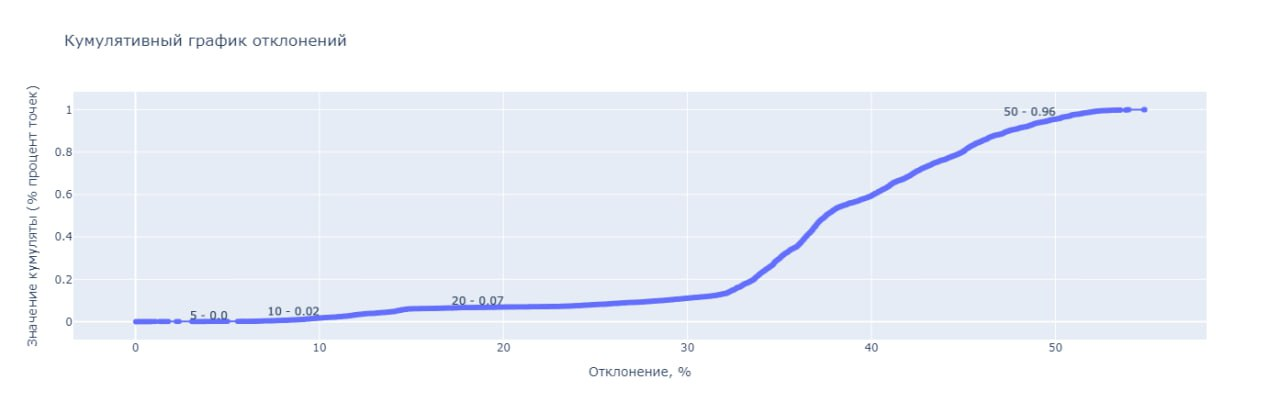 Кумулятивный график отклонений
Значение кумуляты (% процент точек)
1
0.8
0.6
0.4
0.2
0
5 - 0.0
10 - 0.02
20 - 0.07
50 - 0.96
0
10
20
30
40
50
Отклонение, %